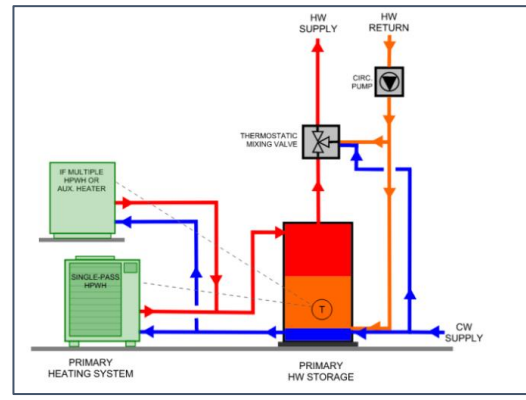 HW
SUPPLY
HW
RETURN
CIRC.
PUMP
THERMOSTATIC
MIXING VALVE
IF MULTIPLE
HPWH OR
AUX. HEATER
SINGLE-PASS
HPWH
T
CW
SUPPLY
PRIMARY
HEATING SYSTEM
PRIMARY
HW STORAGE